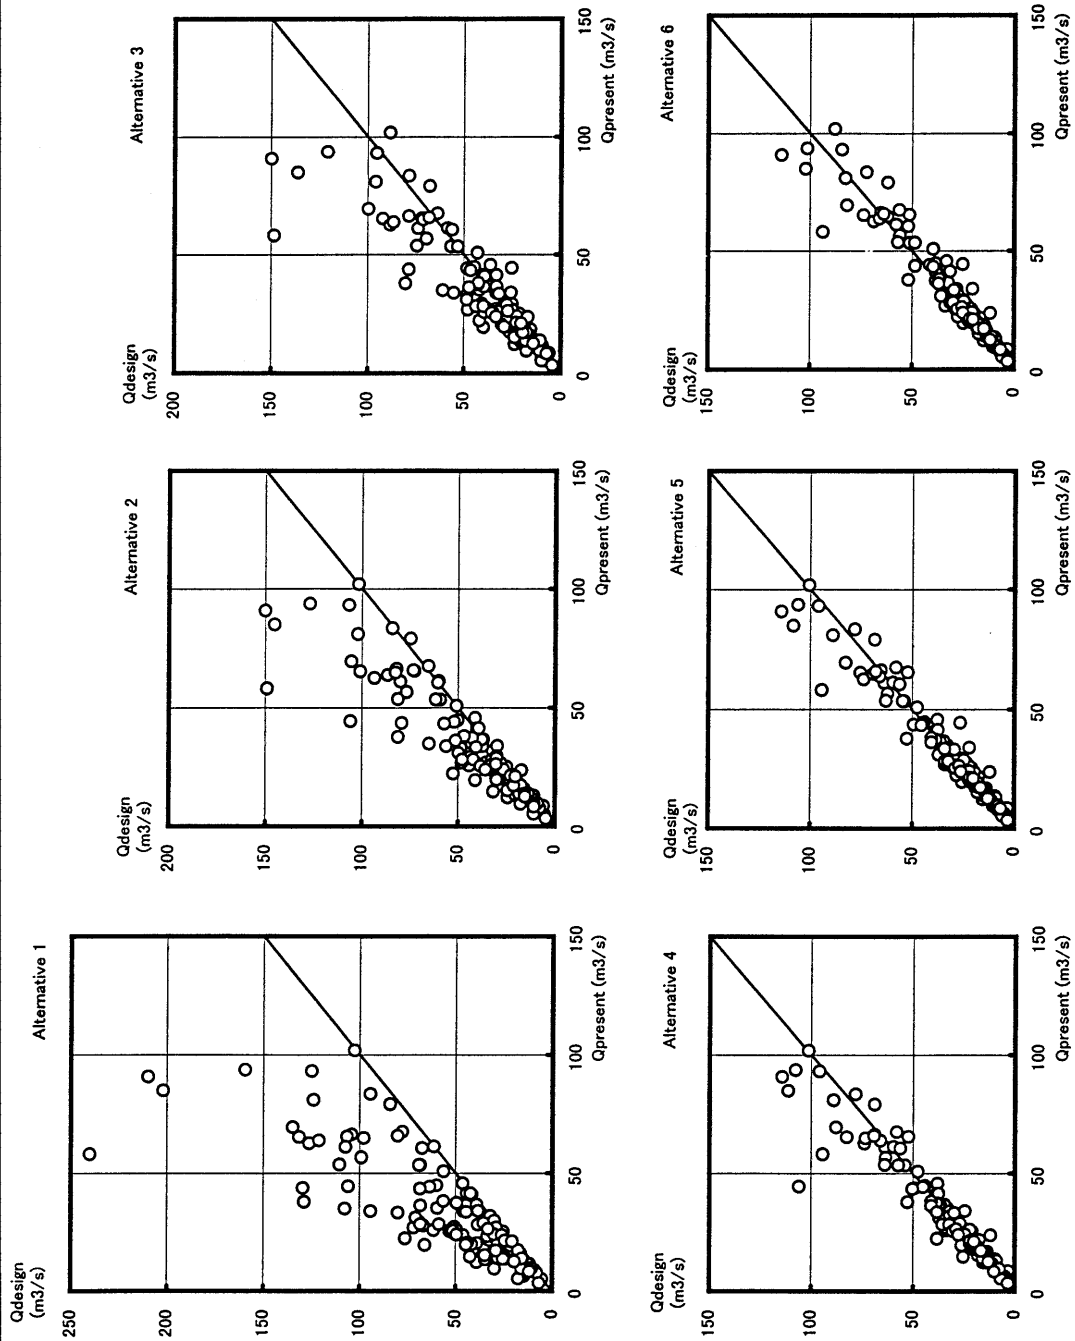 Qdesign
(m3/s)
Alternative 1
250
200
150
100
50
0
0
50
100
150
Qpresent (m3/s)
Qdesign
(m3/s)
Alternative 2
200
150
100
50
0
0
50
100
150
Qpresent (m3/s)
Qdesign
(m3/s)
Alternative 3
200
150
100
50
0
0
50
100
150
Qpresent (m3/s)
Qdesign
(m3/s)
Alternative 4
150
100
50
0
0
50
100
150
Qpresent (m3/s)
Qdesign
(m3/s)
Alternative 5
150
100
50
0
0
50
100
150
Qpresent (m3/s)
Qdesign
(m3/s)
Alternative 6
150
100
50
0
0
50
100
150
Qpresent (m3/s)